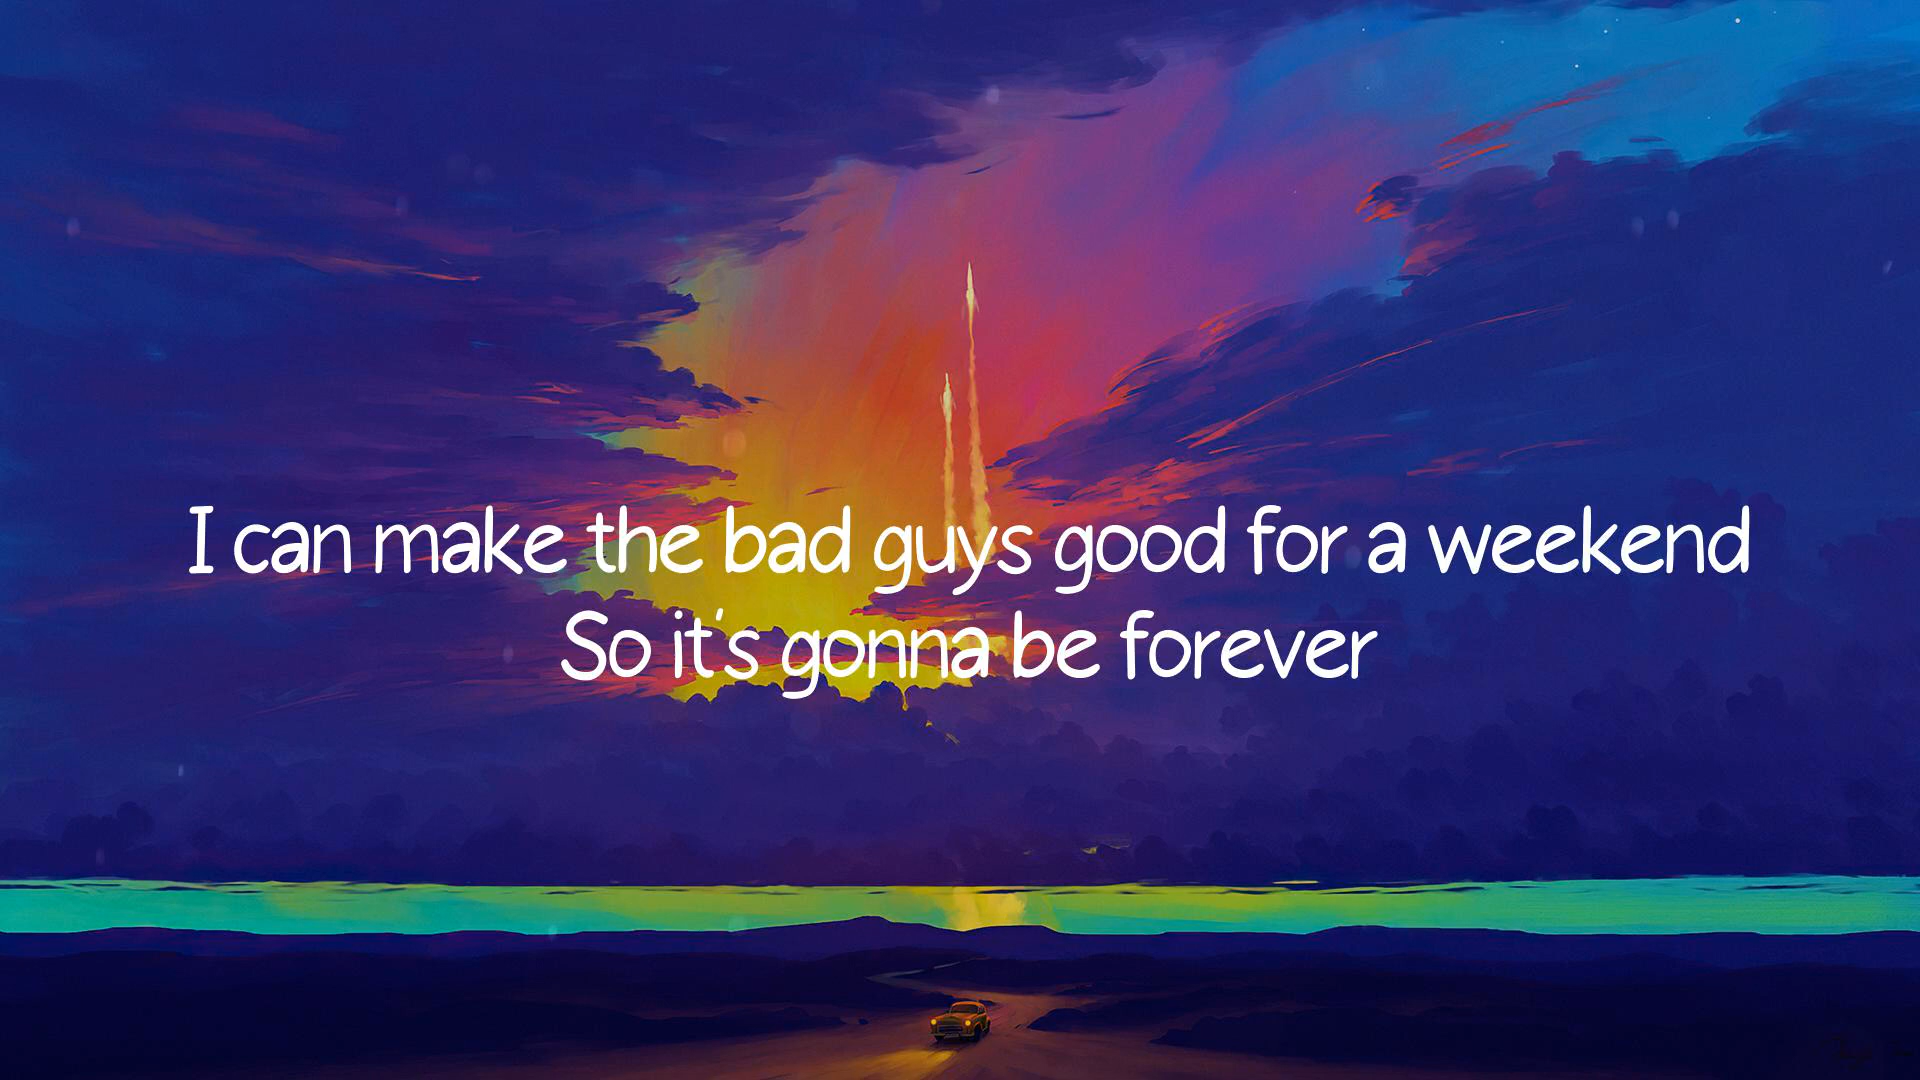 I can make the bad guys good for a weekend
So it's gonna be forever